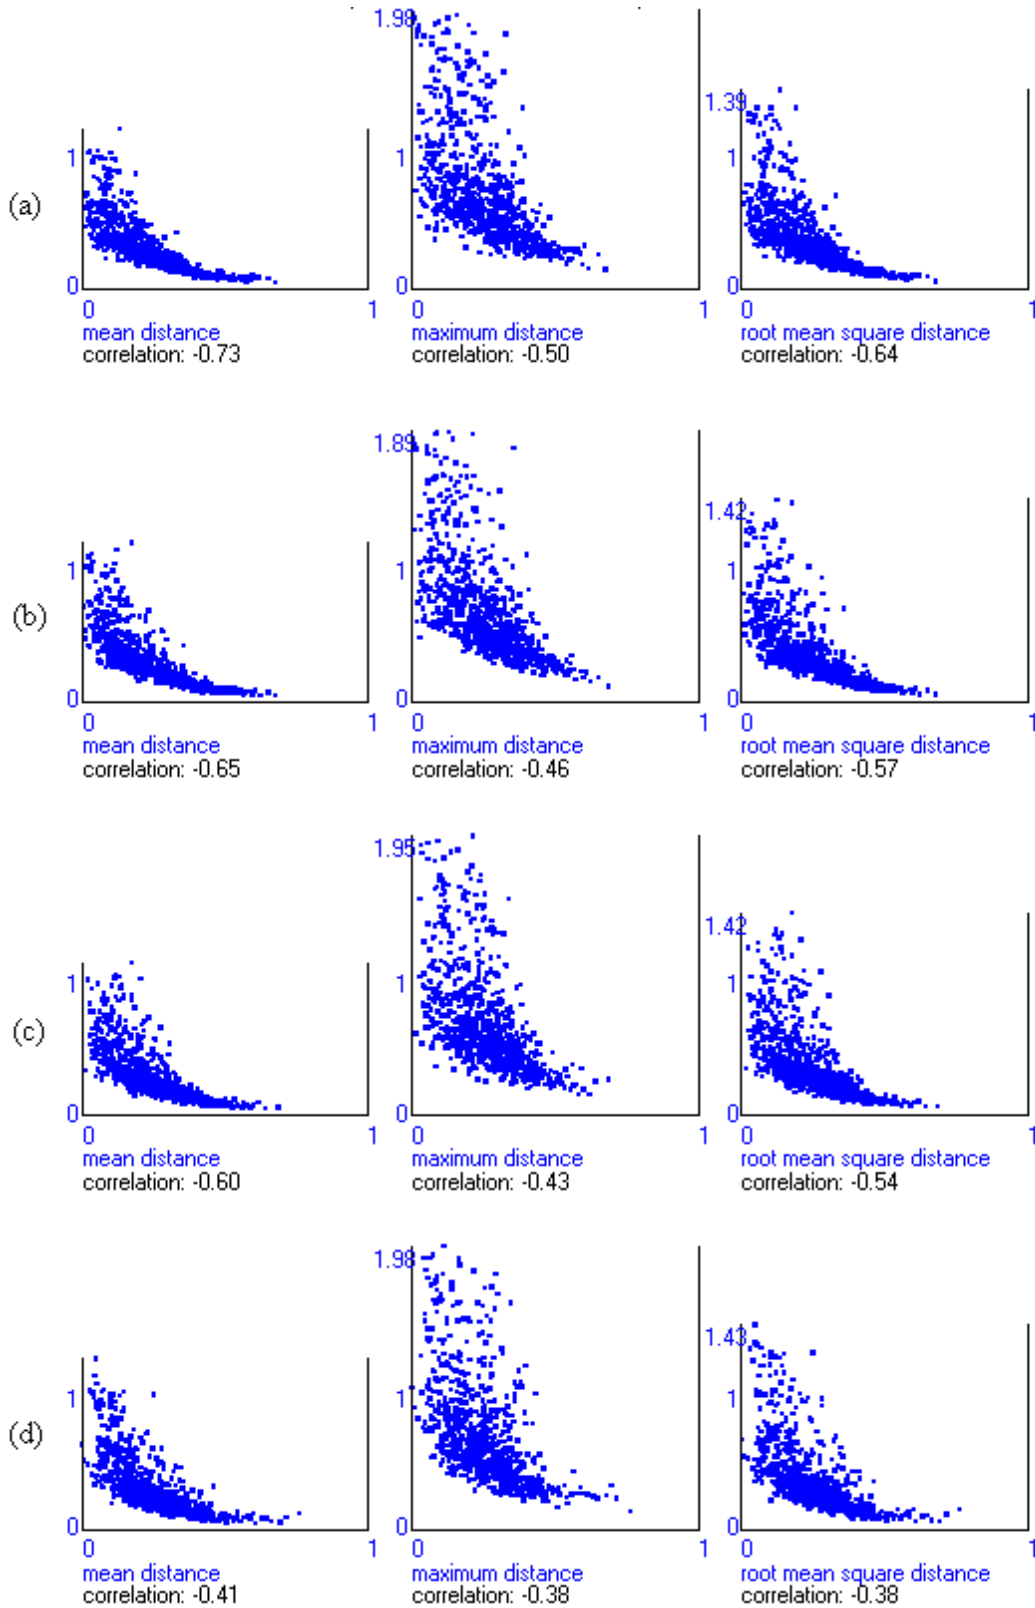 1.98
1.39
1
1
1
(a)
0
0
0
0 1
0
0 1
mean distance
maximum distance
root mean square distance
correlation: -0.73
correlation: -0.50
correlation: -0.64
1.89
1.42
1
1
1
(b)
0
0
0
0 1
0
0 1
mean distance
maximum distance
root mean square distance
correlation: -0.65
correlation: -0.46
correlation: -0.57
1.95
1.42
1
1
1
(c)
0
0
0
0 1
0
0 1
mean distance
maximum distance
root mean square distance
correlation: -0.60
correlation: -0.43
correlation: -0.54
1.98
1.43
1
1
1
(d)
0
0
0
0 1
0
0 1
mean distance
maximum distance
root mean square distance
correlation: -0.41
correlation: -0.38
correlation: -0.38